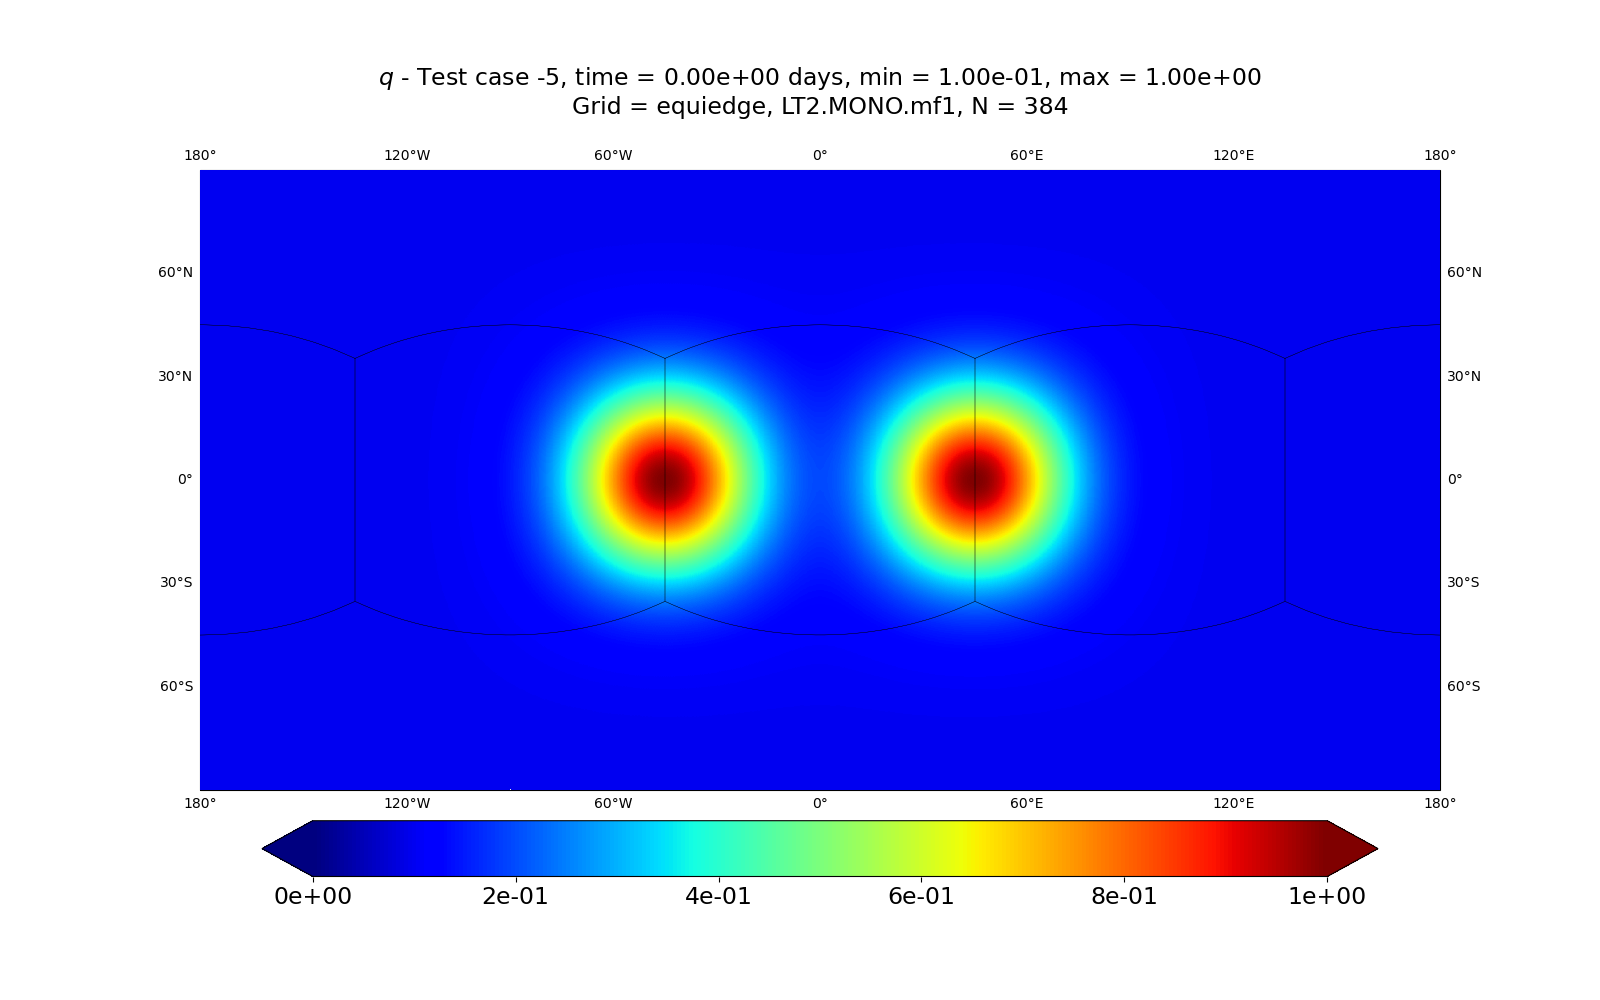 q - Test case -5, time = 0.00e+00 days, min = 1.00e-01, max = 1.00e+00
Grid = equiedge, LT2.MONO.mf1, N = 384
180° 120°W 60°W 0° 60°E 120°E 180°
60°N 60°N
30°N 30°N
0° 0°
30°S 30°S
60°S 60°S
180° 120°W 60°W 0° 60°E 120°E 180°
0e+00 2e-01 4e-01 6e-01 8e-01 1e+00